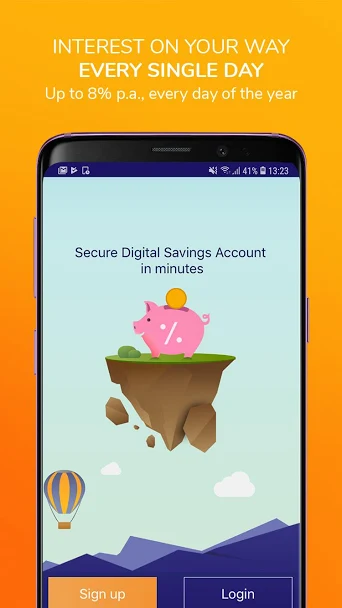 INTEREST ON YOUR WAY
EVERY SINGLE DAY
Up to 8% p.a., every day of the year
41% 13:23
Secure Digital Savings Account
in minutes
%
Sign up
Login